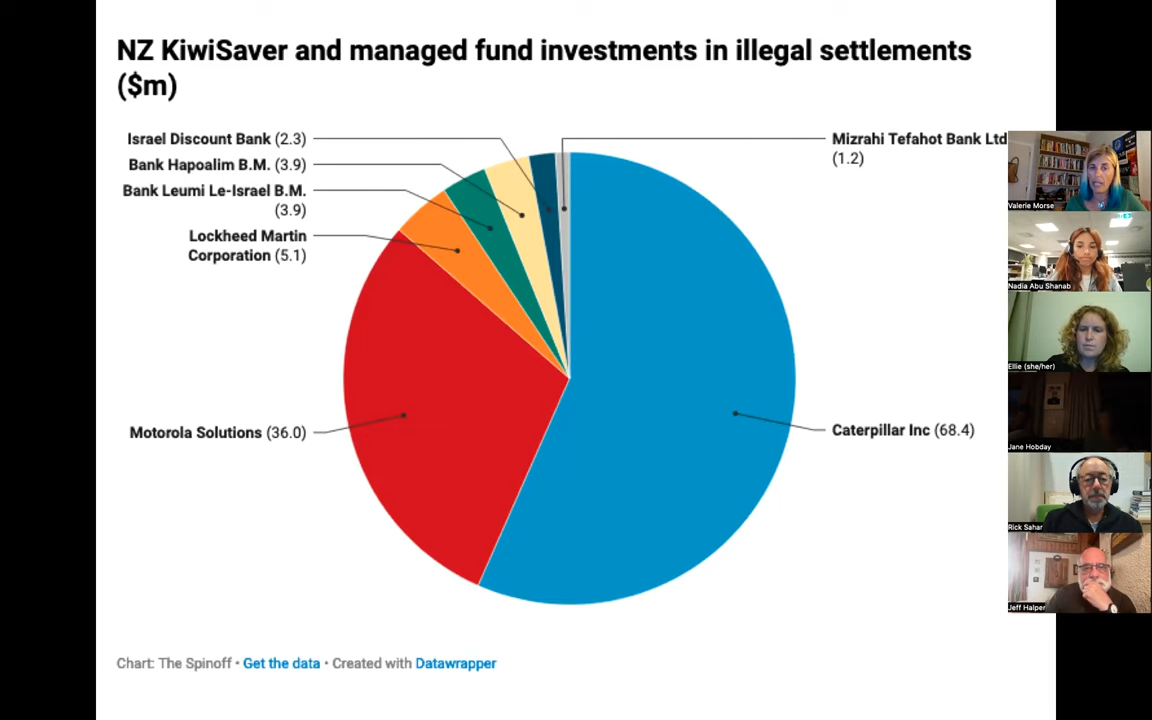 NZ KiwiSaver and managed fund investments in illegal settlements
($m)
Israel Discount Bank (2.3)
Bank Hapoalim B.M. (3.9)
Bank Leumi Le-Israel B.M.
(3.9)
Lockheed Martin
Corporation (5.1)
Motorola Solutions (36.0)
Mizrahi Tefahot Bank Ltd
(1.2)
Caterpillar Inc (68.4)
Chart: The Spinoff • Get the data • Created with Datawrapper
Valerie Morse
Nadia Abu Shanab
Ellie (she/her)
Jane Hobday
Rick Sahar
Jeff Halper